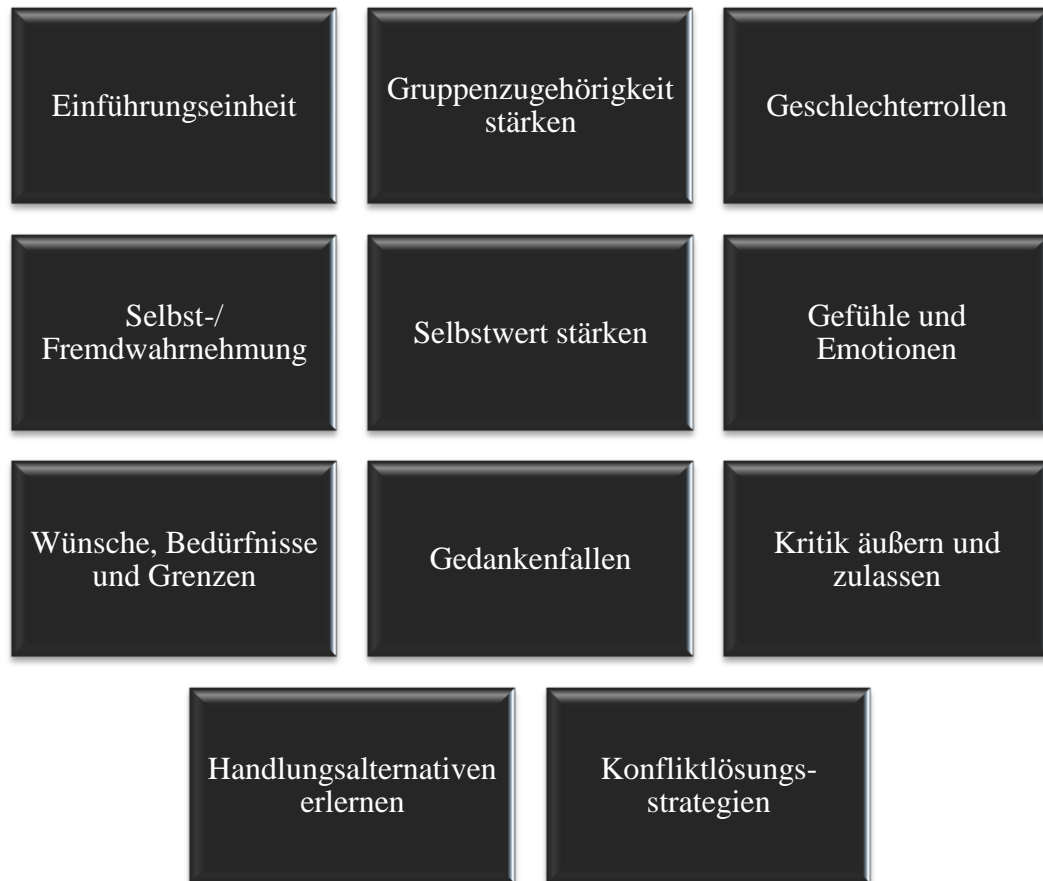 Einführungseinheit
Gruppenzugehörigkeit
stärken
Geschlechterrollen
Selbst-/
Fremdwahrnehmung
Selbstwert stärken
Gefühle und
Emotionen
Wünsche, Bedürfnisse
und Grenzen
Gedankenfallen
Kritik äußern und
zulassen
Handlungsalternativen
erlernen
Konfliktlösungs-
strategien